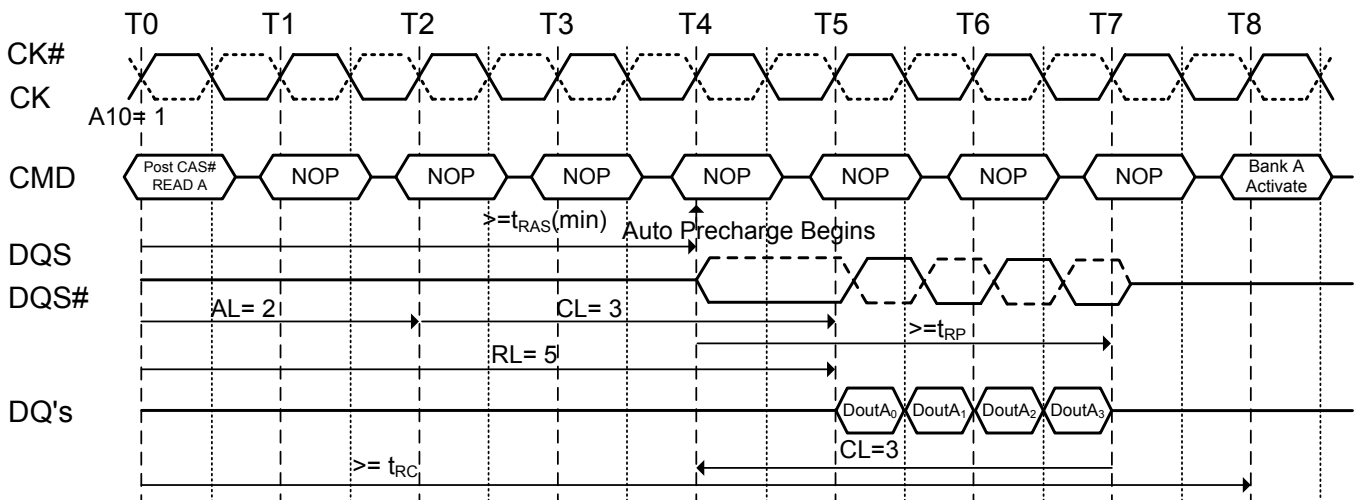 T0 T1 T2 T3 T4 T5 T6 T7 T8
CK#
CK
A10= 1
CMD
Post CAS# READ A
NOP
NOP
NOP
NOP
NOP
NOP
NOP
Bank A Activate
>=tRAS(min)
Auto Precharge Begins
DQS
DQS#
AL= 2
CL= 3
>=tRP
RL= 5
DQ's
DoutA0 DoutA1 DoutA2 DoutA3
CL=3
>= tRC